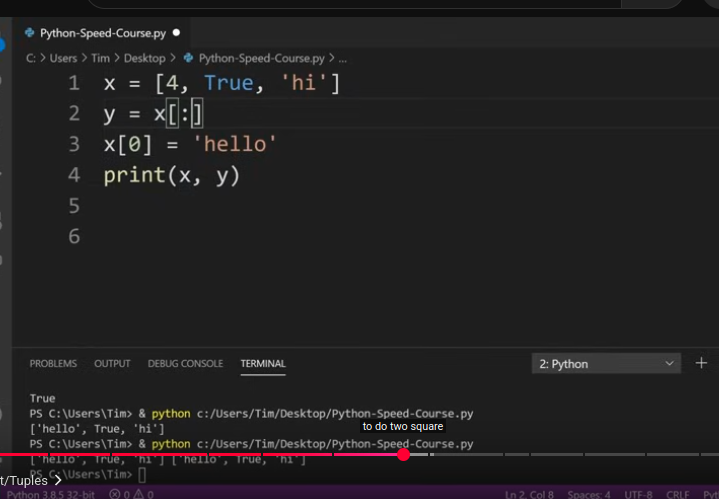 Python-Speed-Course.py
C: > Users > Tim > Desktop > Python-Speed-Course.py > ...
1 x = [4, True, 'hi']
2 y = x[:]
3 x[0] = 'hello'
4 print(x, y)
5
6
PROBLEMS OUTPUT DEBUG CONSOLE TERMINAL 2: Python
True
PS C:\Users\Tim> & python c:/Users/Tim/Desktop/Python-Speed-Course.py
['hello', True, 'hi']
to do two square
PS C:\Users\Tim> & python c:/Users/Tim/Desktop/Python-Speed-Course.py
['hello', True, 'hi'] ['hello', True, 'hi']
t/Tuples >
PS C:\Users\Tim>
Python 3.8.5 32-bit 0 0 Ln 2, Col 8 Spaces: 4 UTF-8 CRLF Pyt